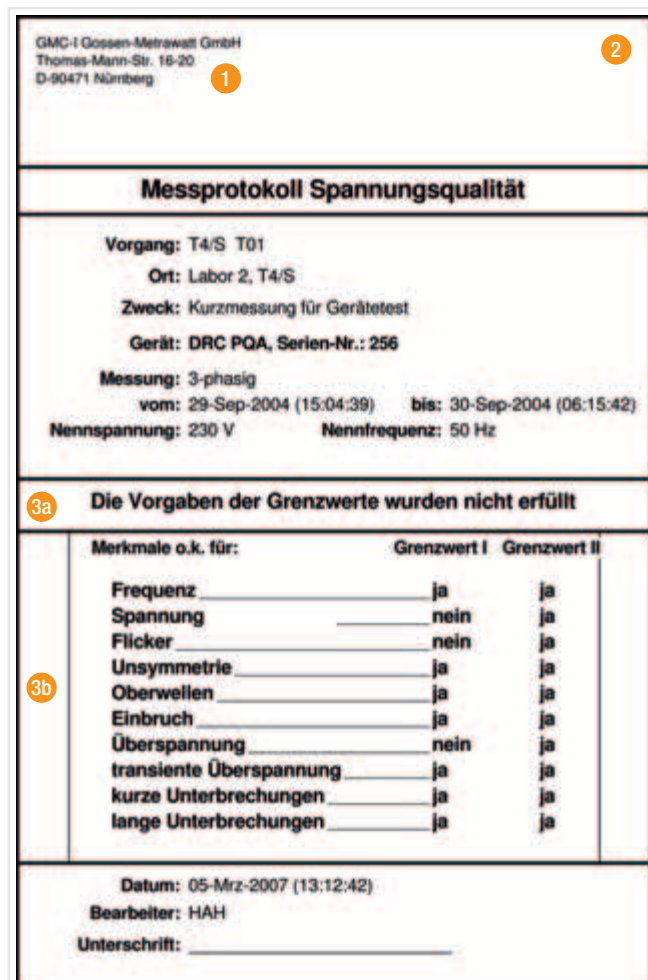 GMC-I Gossen-Metrawatt GmbH
Thomas-Mann-Str. 16-20
D-90471 Nürnberg
1
2
Messprotokoll Spannungsqualität
Vorgang: T4/S T01
Ort: Labor 2, T4/S
Zweck: Kurzmessung für Gerätetest
Gerät: DRC PQA, Serien-Nr.: 256
Messung: 3-phasig
vom: 29-Sep-2004 (15:04:39) bis: 30-Sep-2004 (06:15:42)
Nennspannung: 230 V Nennfrequenz: 50 Hz
3a Die Vorgaben der Grenzwerte wurden nicht erfüllt
Merkmale o.k. für: Grenzwert I Grenzwert II
Frequenz ja ja
Spannung nein ja
Flicker nein ja
Unsymmetrie ja ja
3b
Oberwellen ja ja
Einbruch ja ja
Überspannung nein ja
transiente Überspannung ja ja
kurze Unterbrechungen ja ja
lange Unterbrechungen ja ja
Datum: 05-Mrz-2007 (13:12:42)
Bearbeiter: HAH
Unterschrift: